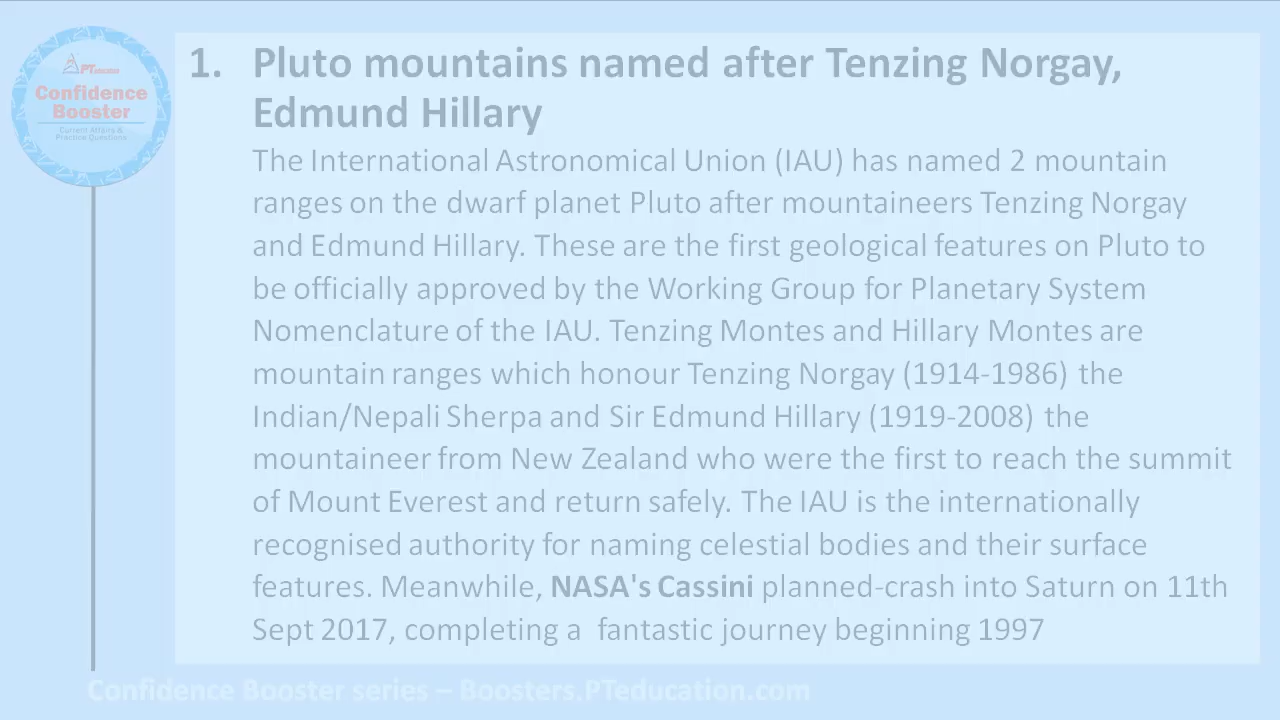 PT education
Confidence
Booster
Current Affairs &
Practice Questions
1. Pluto mountains named after Tenzing Norgay,
Edmund Hillary
The International Astronomical Union (IAU) has named 2 mountain
ranges on the dwarf planet Pluto after mountaineers Tenzing Norgay
and Edmund Hillary. These are the first geological features on Pluto to
be officially approved by the Working Group for Planetary System
Nomenclature of the IAU. Tenzing Montes and Hillary Montes are
mountain ranges which honour Tenzing Norgay (1914-1986) the
Indian/Nepali Sherpa and Sir Edmund Hillary (1919-2008) the
mountaineer from New Zealand who were the first to reach the summit
of Mount Everest and return safely. The IAU is the internationally
recognised authority for naming celestial bodies and their surface
features. Meanwhile, NASA's Cassini planned-crash into Saturn on 11th
Sept 2017, completing a  fantastic journey beginning 1997
Confidence Booster series – Boosters.PTeducation.com